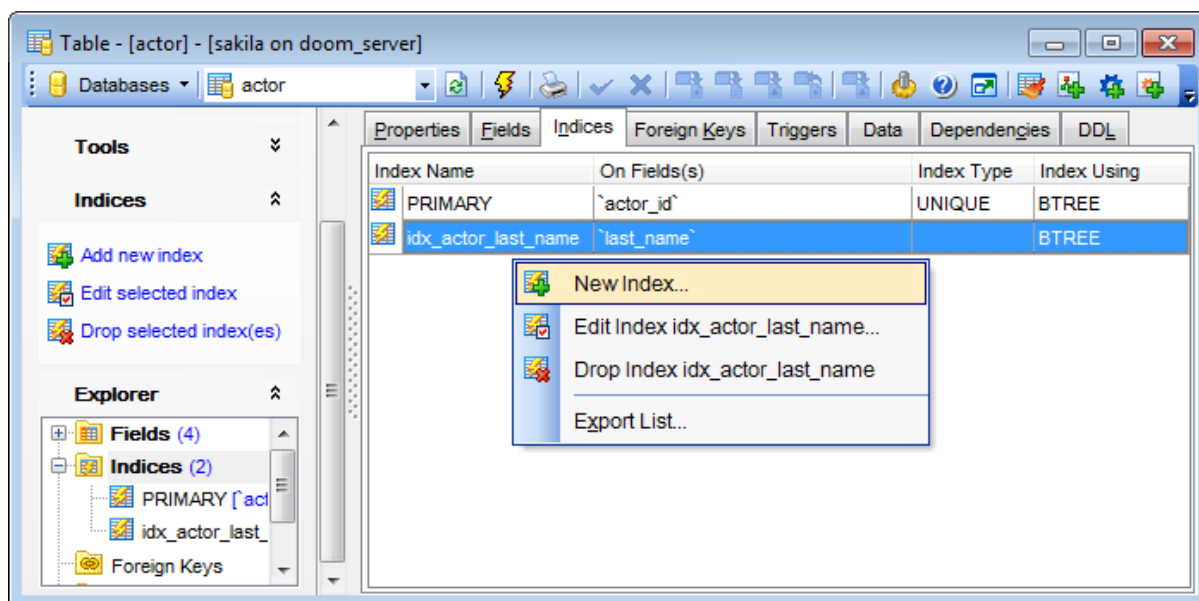 Table - [actor] - [sakila on doom_server]
Databases actor
Tools
Indices
Add new index
Edit selected index
Drop selected index(es)
Explorer
Fields (4)
Indices (2)
PRIMARY [`act
idx_actor_last_
Foreign Keys
Properties Fields Indices Foreign Keys Triggers Data Dependencies DDL
Index Name On Fields(s) Index Type Index Using
PRIMARY `actor_id` UNIQUE BTREE
idx_actor_last_name `last_name` BTREE
New Index...
Edit Index idx_actor_last_name...
Drop Index idx_actor_last_name
Export List...